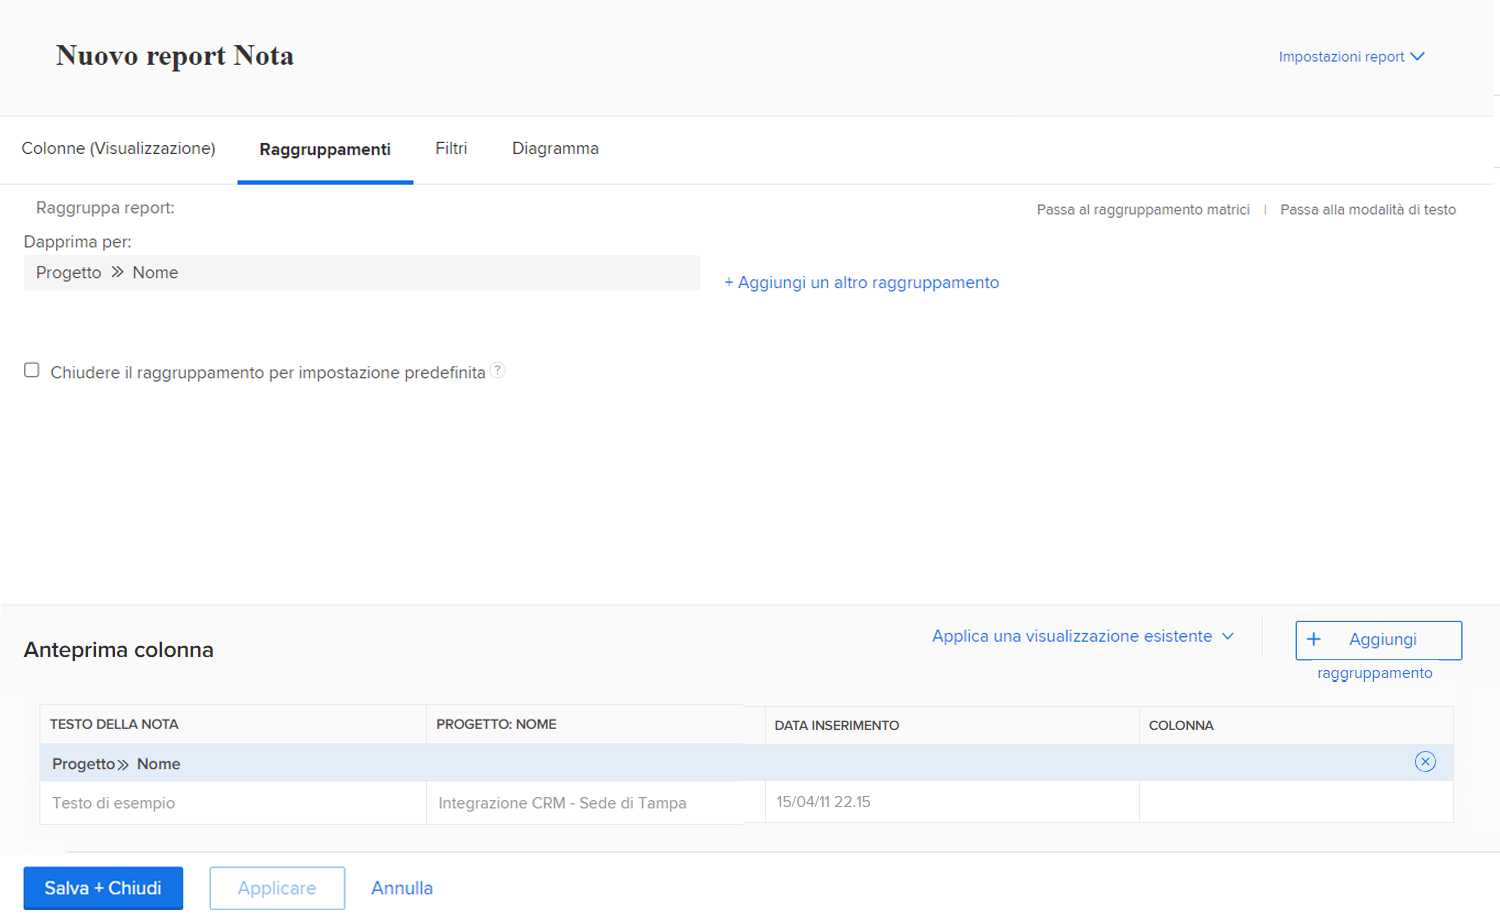 Nuovo report Nota
Impostazioni report
Colonne (Visualizzazione) Raggruppamenti Filtri Diagramma
Raggruppa report:
Passa al raggruppamento matrici | Passa alla modalità di testo
Dapprima per:
Progetto » Nome
+ Aggiungi un altro raggruppamento
Chiudere il raggruppamento per impostazione predefinita ?
Anteprima colonna
Applica una visualizzazione esistente
+ Aggiungi
raggruppamento
TESTO DELLA NOTA PROGETTO: NOME DATA INSERIMENTO COLONNA
Progetto» Nome
Testo di esempio Integrazione CRM - Sede di Tampa 15/04/11 22.15
Salva + Chiudi Applicare Annulla